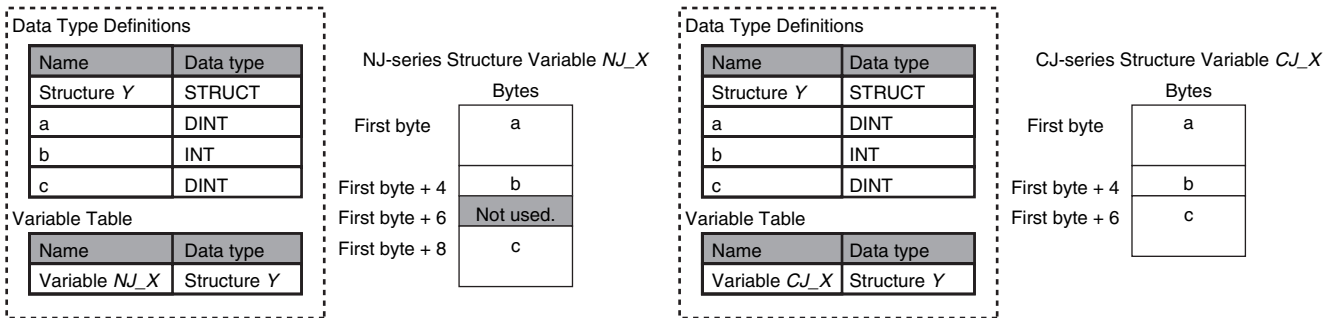 Data Type Definitions
Name Data type
Structure Y STRUCT
a DINT
b INT
c DINT
Variable Table
Name Data type
Variable NJ_X Structure Y
NJ-series Structure Variable NJ_X
Bytes
First byte a
First byte + 4 b
First byte + 6 Not used.
First byte + 8 c
Data Type Definitions
Name Data type
Structure Y STRUCT
a DINT
b INT
c DINT
Variable Table
Name Data type
Variable CJ_X Structure Y
CJ-series Structure Variable CJ_X
Bytes
First byte a
First byte + 4 b
First byte + 6 c